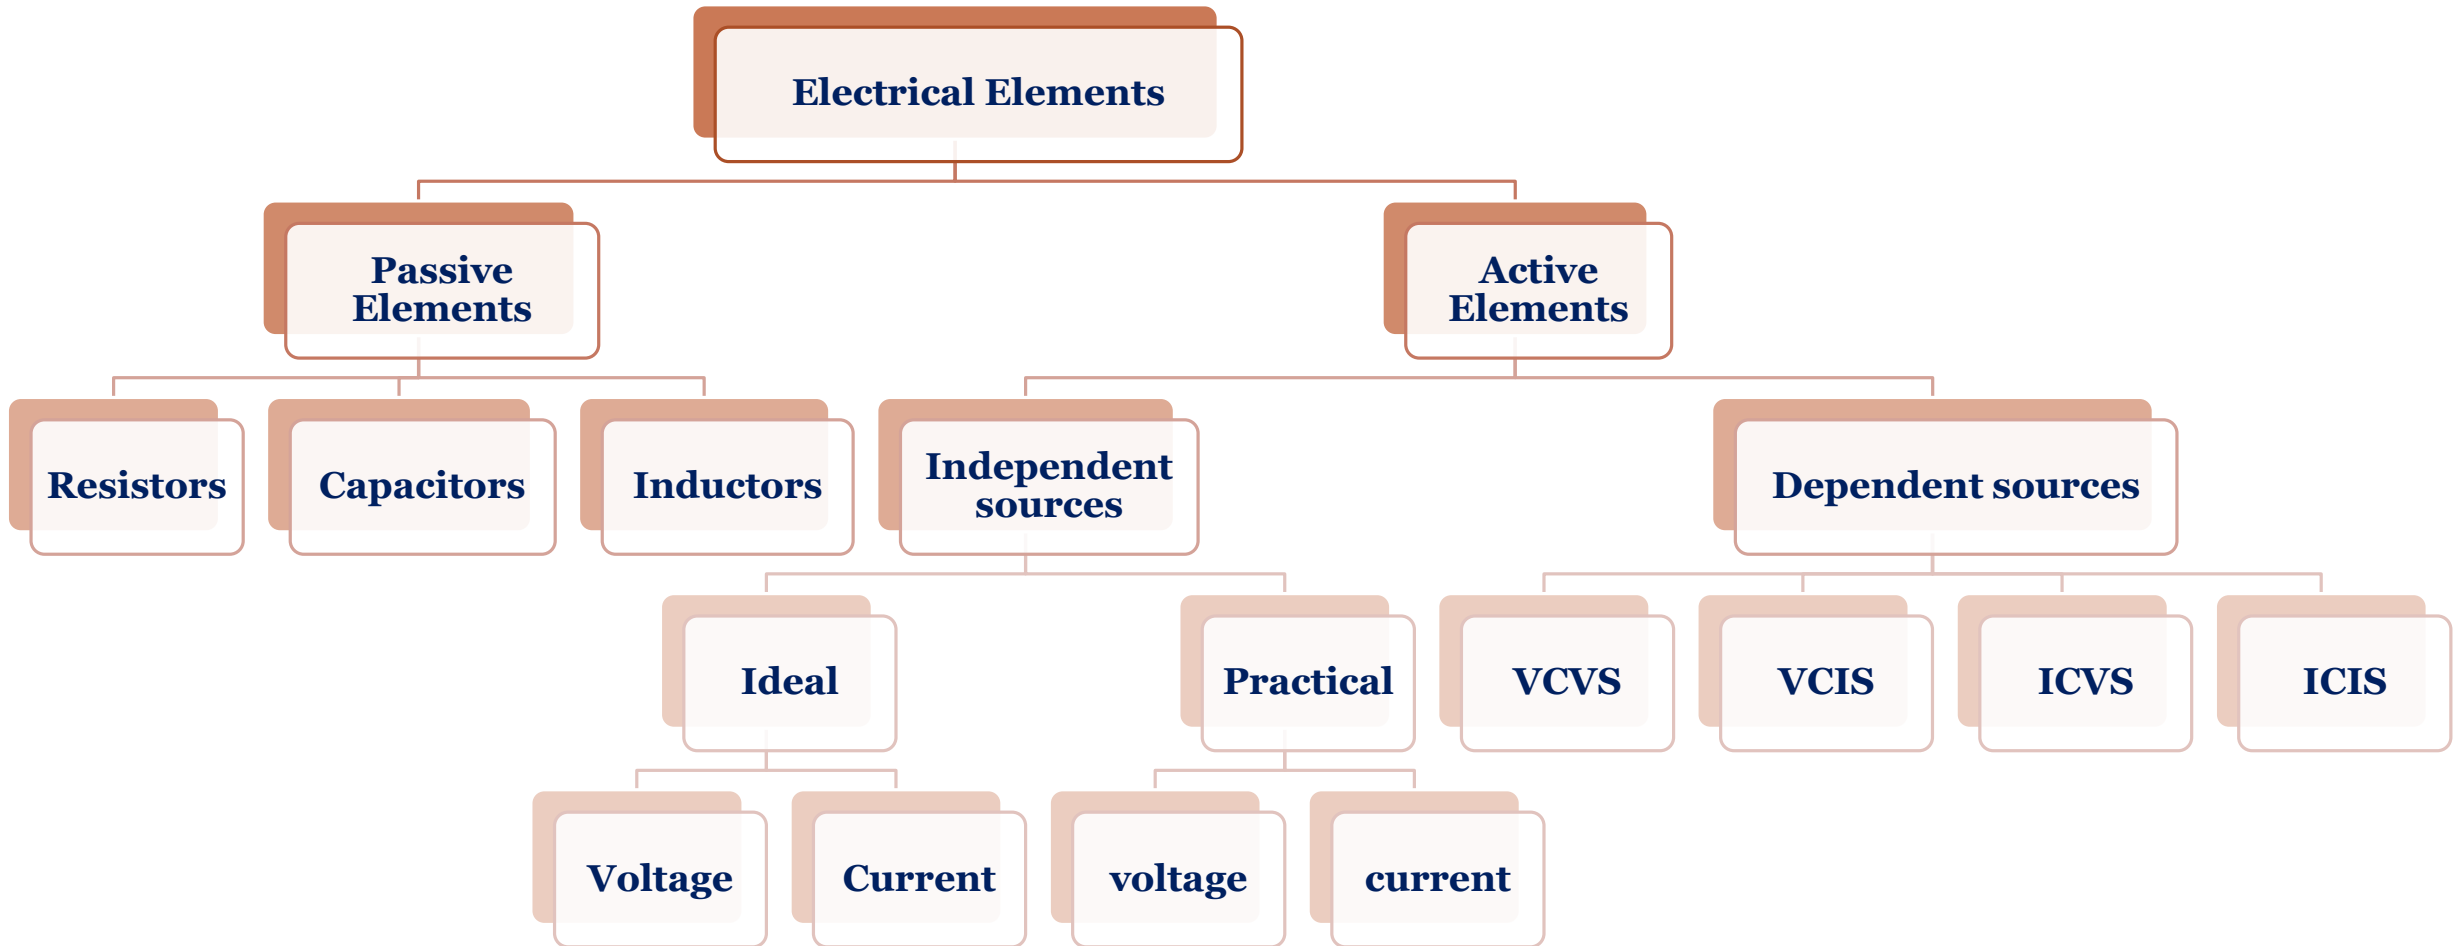 Electrical Elements
Passive
Elements
Active
Elements
Resistors
Capacitors
Inductors
Independent
sources
Dependent sources
Ideal
Practical
VCVS
VCIS
ICVS
ICIS
Voltage
Current
voltage
current